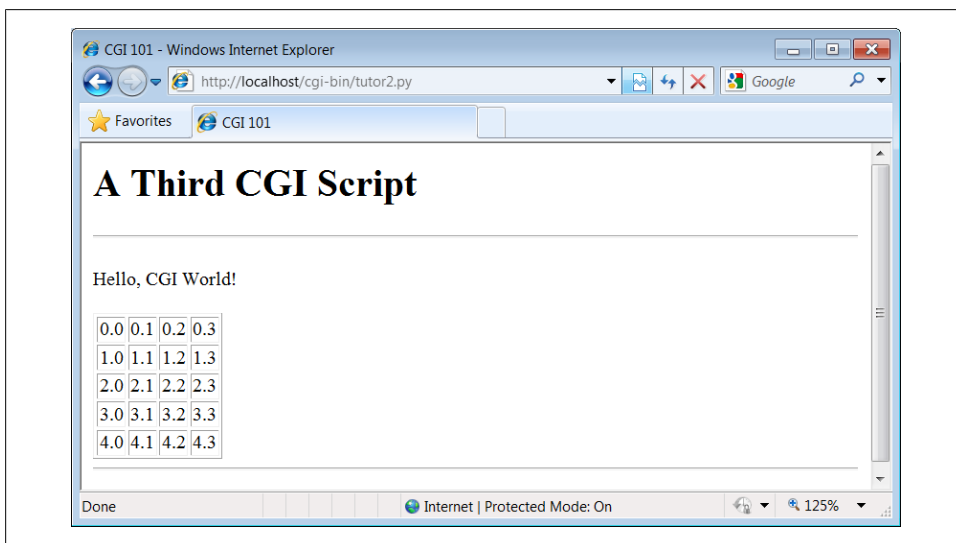 CGI 101 - Windows Internet Explorer
http://localhost/cgi-bin/tutor2.py
Google
Favorites
CGI 101
A Third CGI Script
Hello, CGI World!
0.0 0.1 0.2 0.3
1.0 1.1 1.2 1.3
2.0 2.1 2.2 2.3
3.0 3.1 3.2 3.3
4.0 4.1 4.2 4.3
Done
Internet | Protected Mode: On
125%